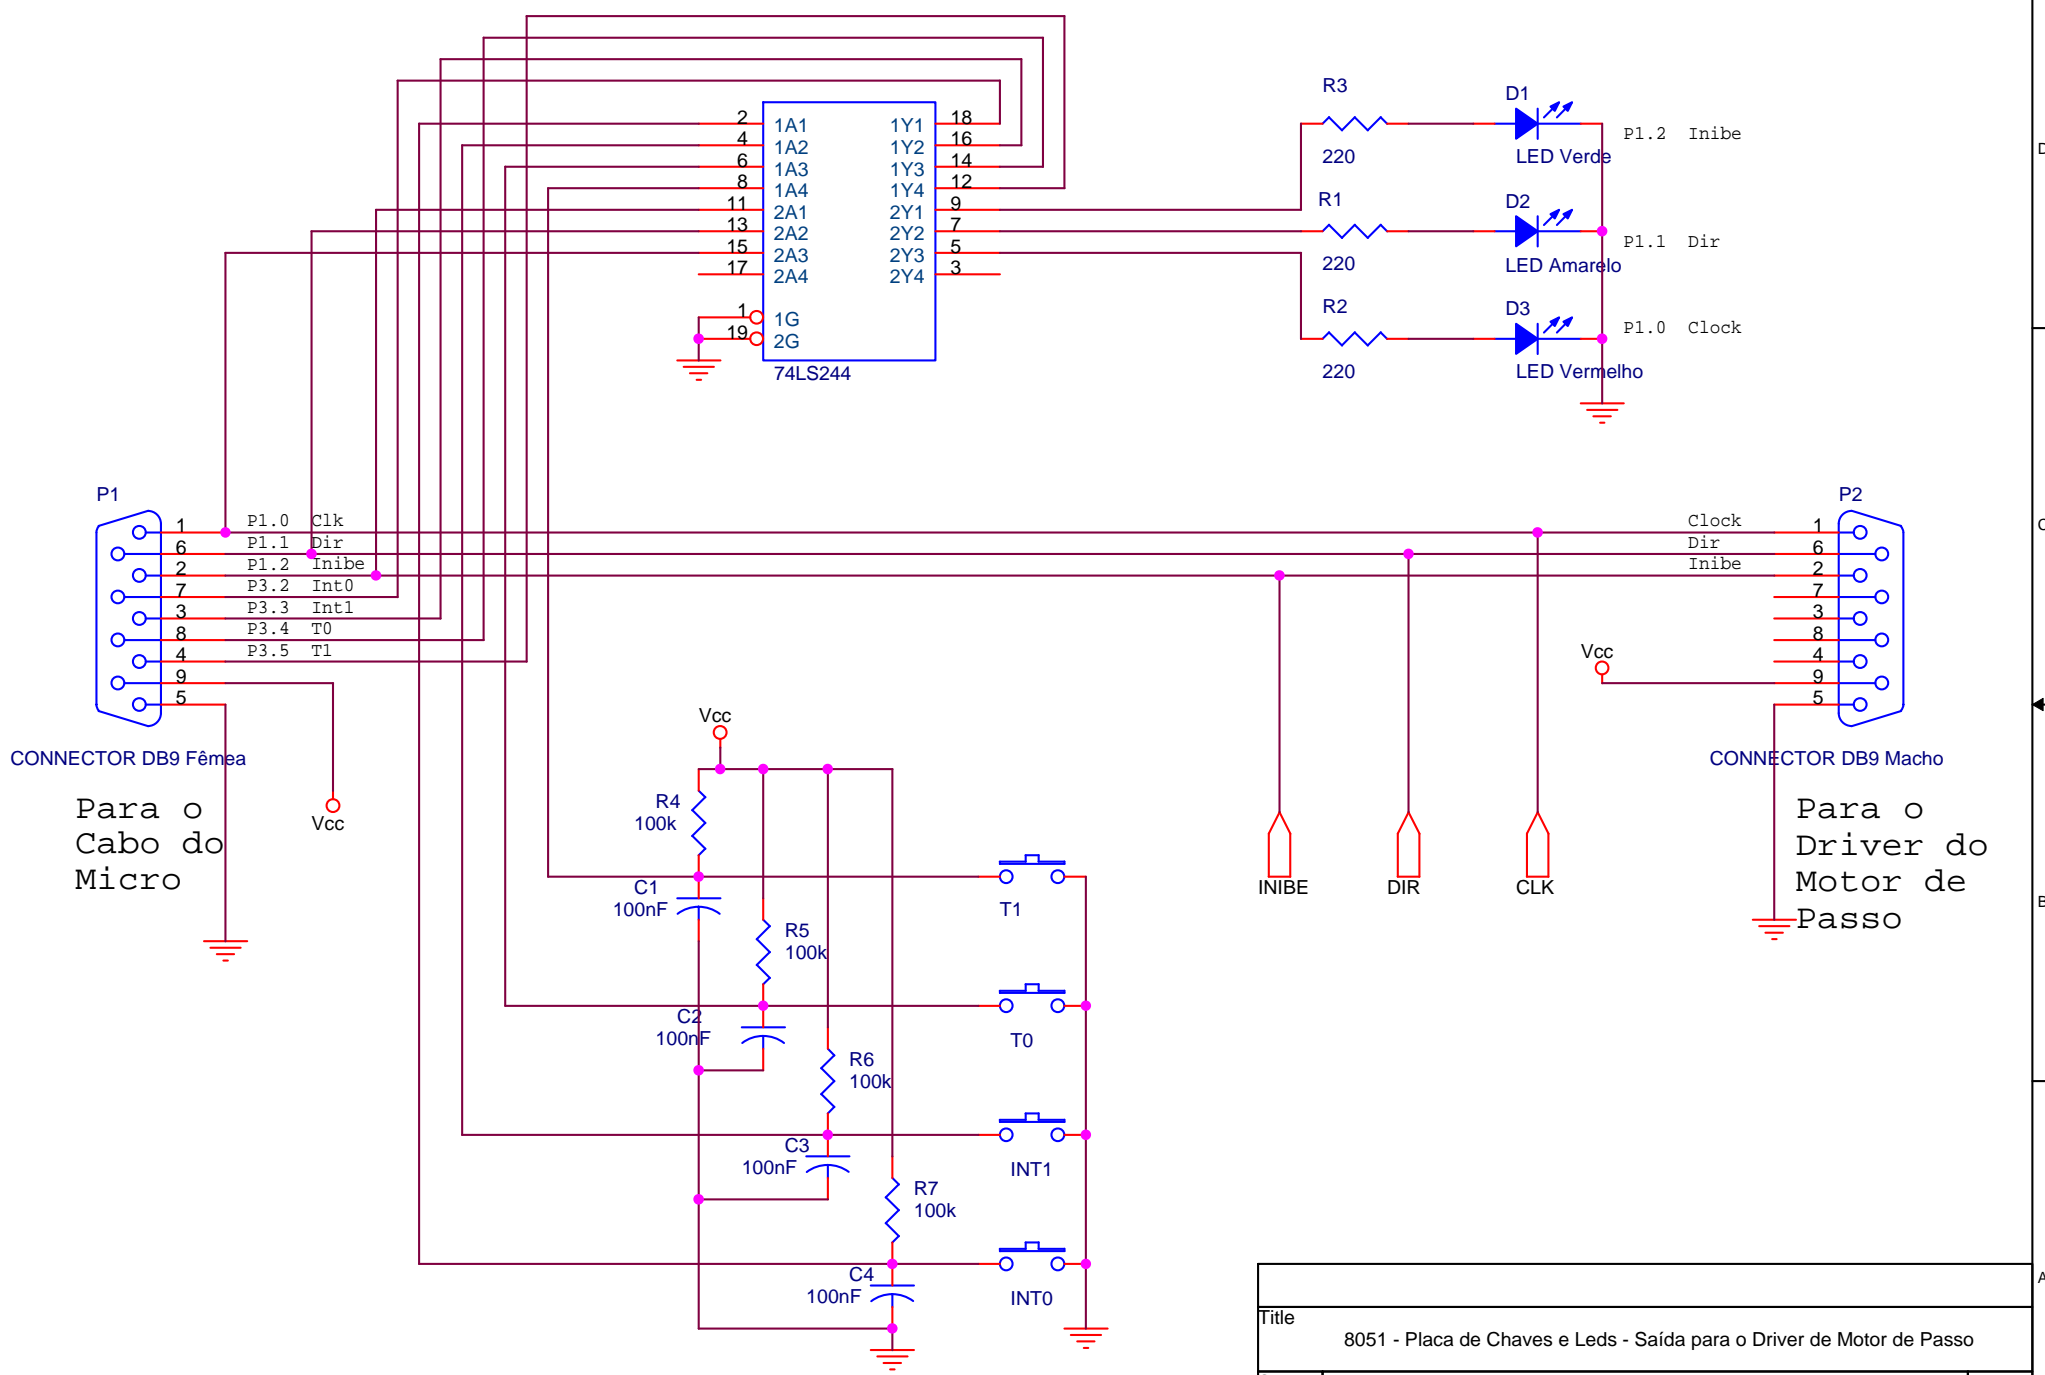 2
4
6
8
11
13
15
17
1
19
1A1
1A2
1A3
1A4
2A1
2A2
2A3
2A4
1G
2G
1Y1
1Y2
1Y3
1Y4
2Y1
2Y2
2Y3
2Y4
18
16
14
12
9
7
5
3
74LS244
R3
220
R1
220
R2
220
D1
LED Verde
D2
LED Amarelo
D3
LED Vermelho
P1.2 Inibe
P1.1 Dir
P1.0 Clock
P1
1
6
2
7
3
8
4
9
5
P1.0 Clk
P1.1 Dir
P1.2 Inibe
P3.2 Int0
P3.3 Int1
P3.4 T0
P3.5 T1
CONNECTOR DB9 Fêmea
Para o
Cabo do
Micro
Vcc
P2
Clock
Dir
Inibe
1
6
2
7
3
8
4
9
5
Vcc
CONNECTOR DB9 Macho
Para o
Driver do
Motor de
Passo
INIBE
DIR
CLK
Vcc
R4
100k
C1
100nF
T1
R5
100k
C2
100nF
T0
R6
100k
C3
100nF
INT1
R7
100k
C4
100nF
INT0
C
B
Title
8051 - Placa de Chaves e Leds - Saída para o Driver de Motor de Passo